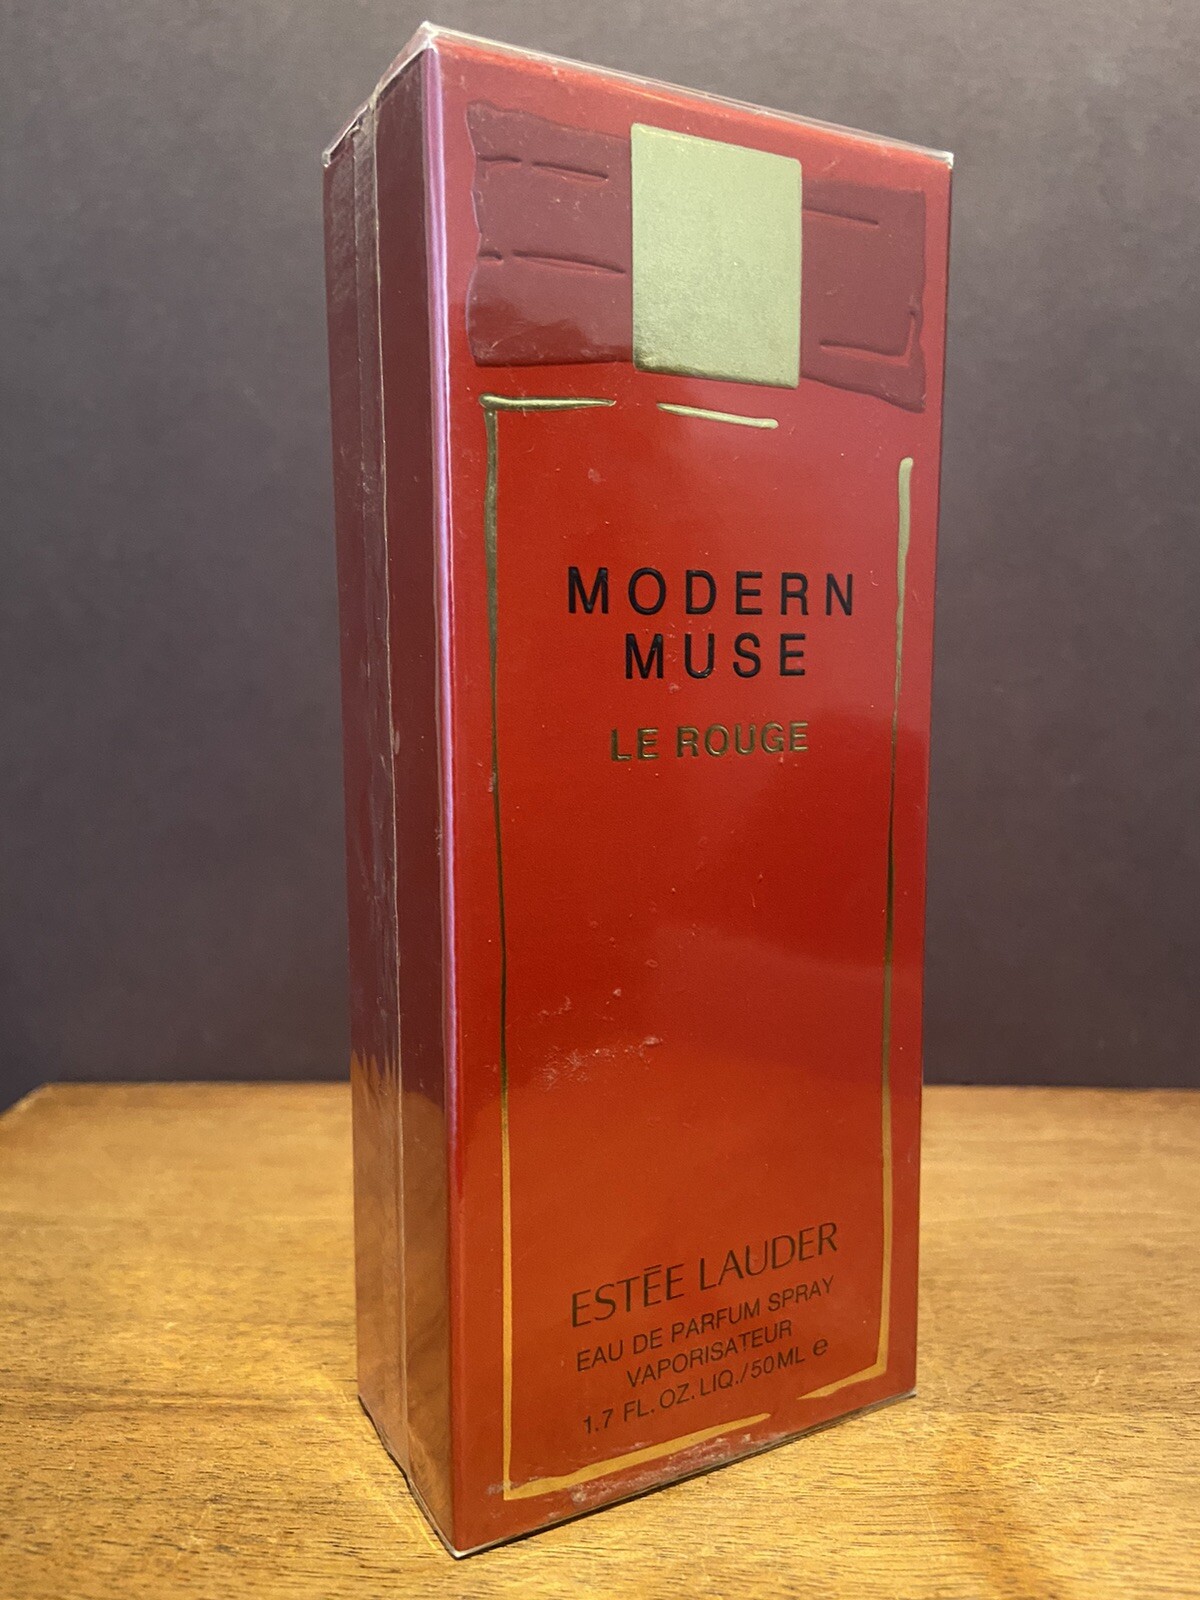 MODERN
MUSE
LE ROUGE
ESTĒE LAUDER
EAU DE PARFUM SPRAY
VAPORISATEUR
1.7 FL. OZ. LIQ./50ML ℮